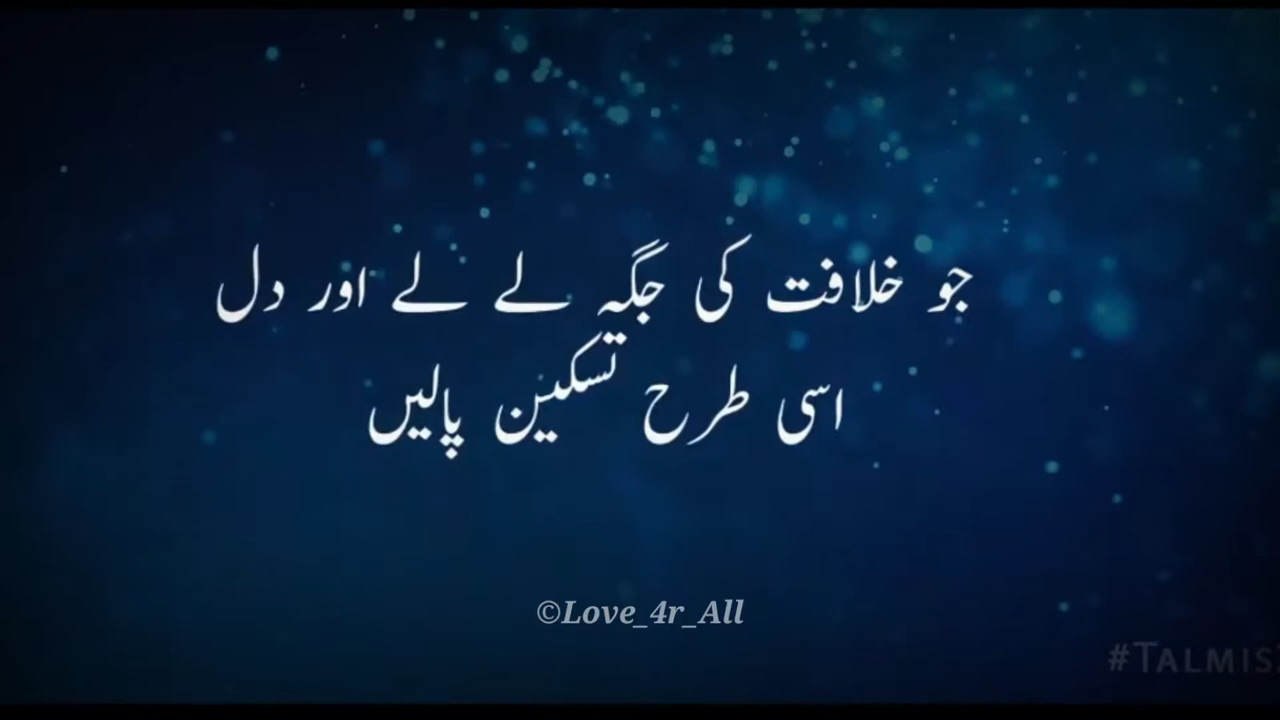 جو خلافت کی جگہ لے لے اور دل
اسی طرح تسکین پالیں
©Love_4r_All
#TALMIS